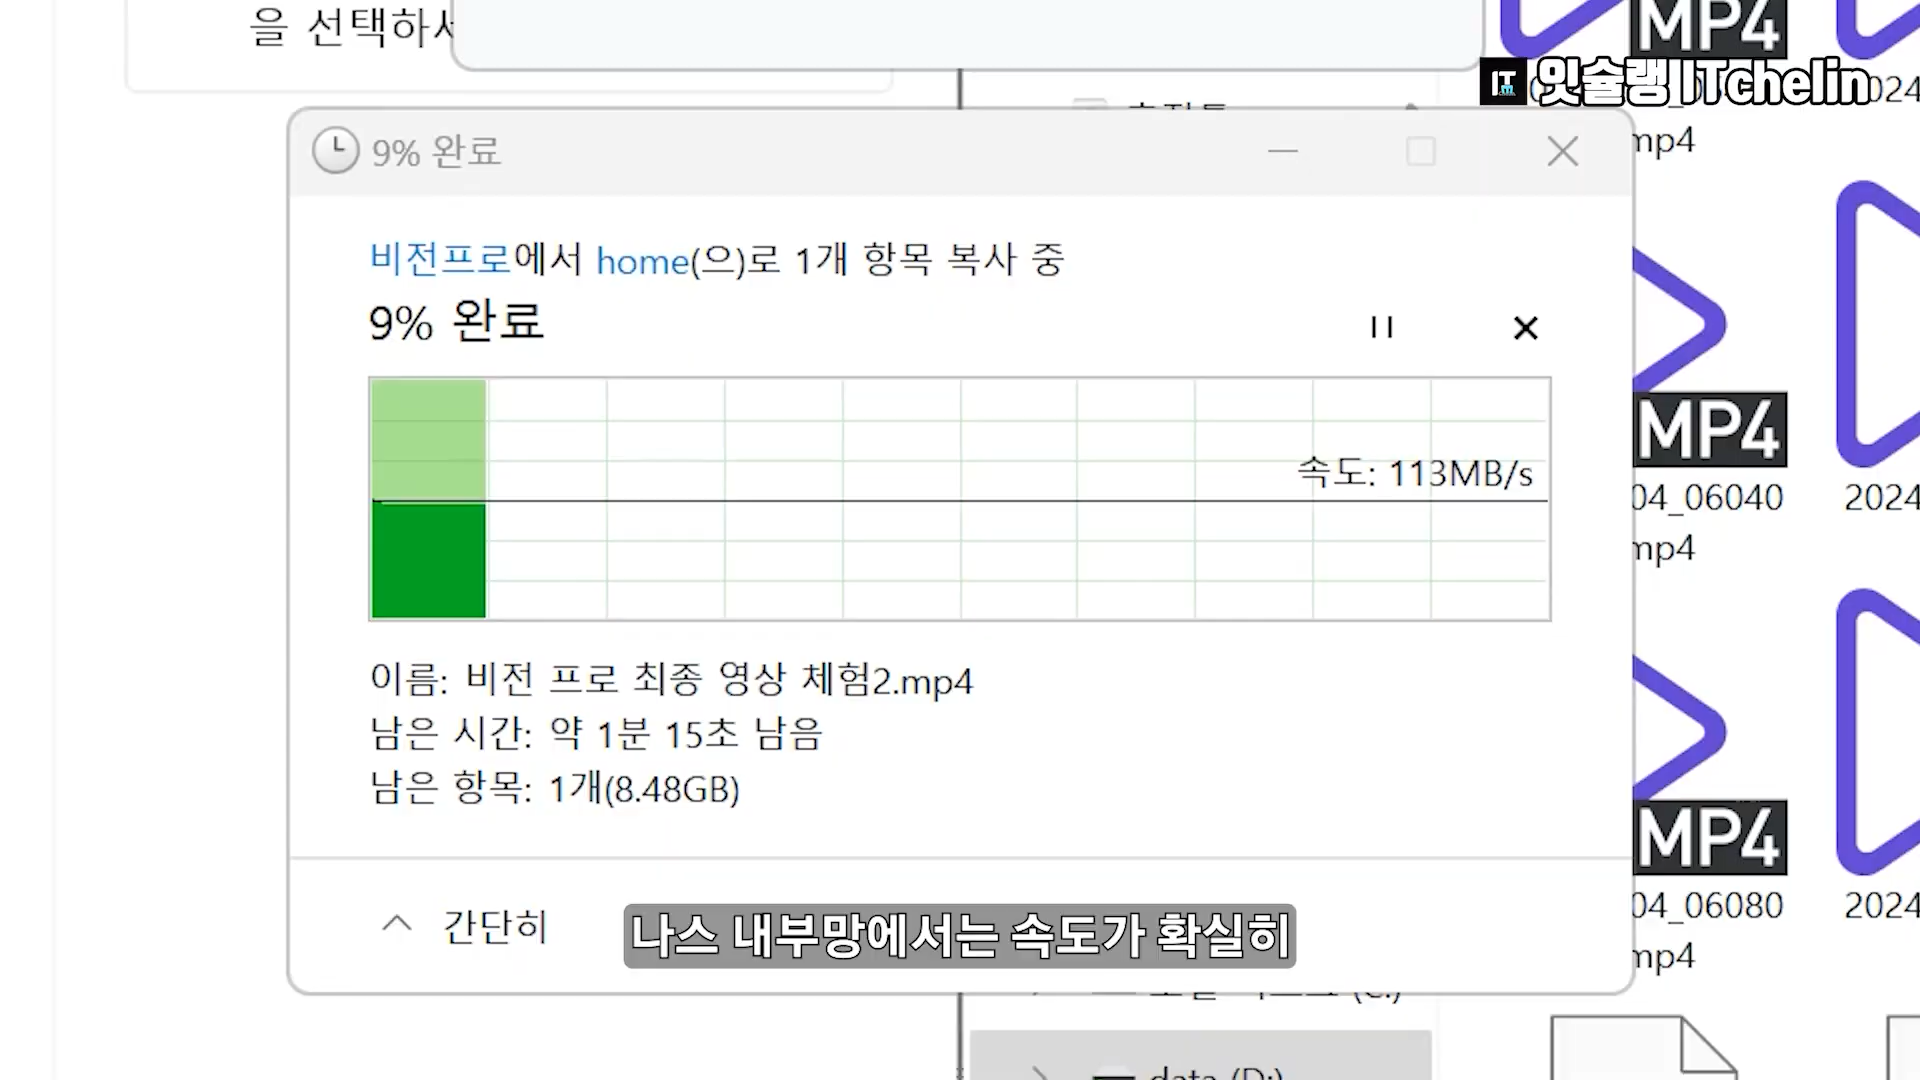 을 선택하
MP4
IT 잇슐랭 ITchelin
024
mp4
9% 완료
비전프로에서 home(으)로 1개 항목 복사 중
9% 완료
속도: 113MB/s
MP4
04_06040
2024
mp4
이름: 비전 프로 최종 영상 체험2.mp4
남은 시간: 약 1분 15초 남음
남은 항목: 1개(8.48GB)
MP4
04_06080
2024
mp4
간단히
나스 내부망에서는 속도가 확실히
data (D:)